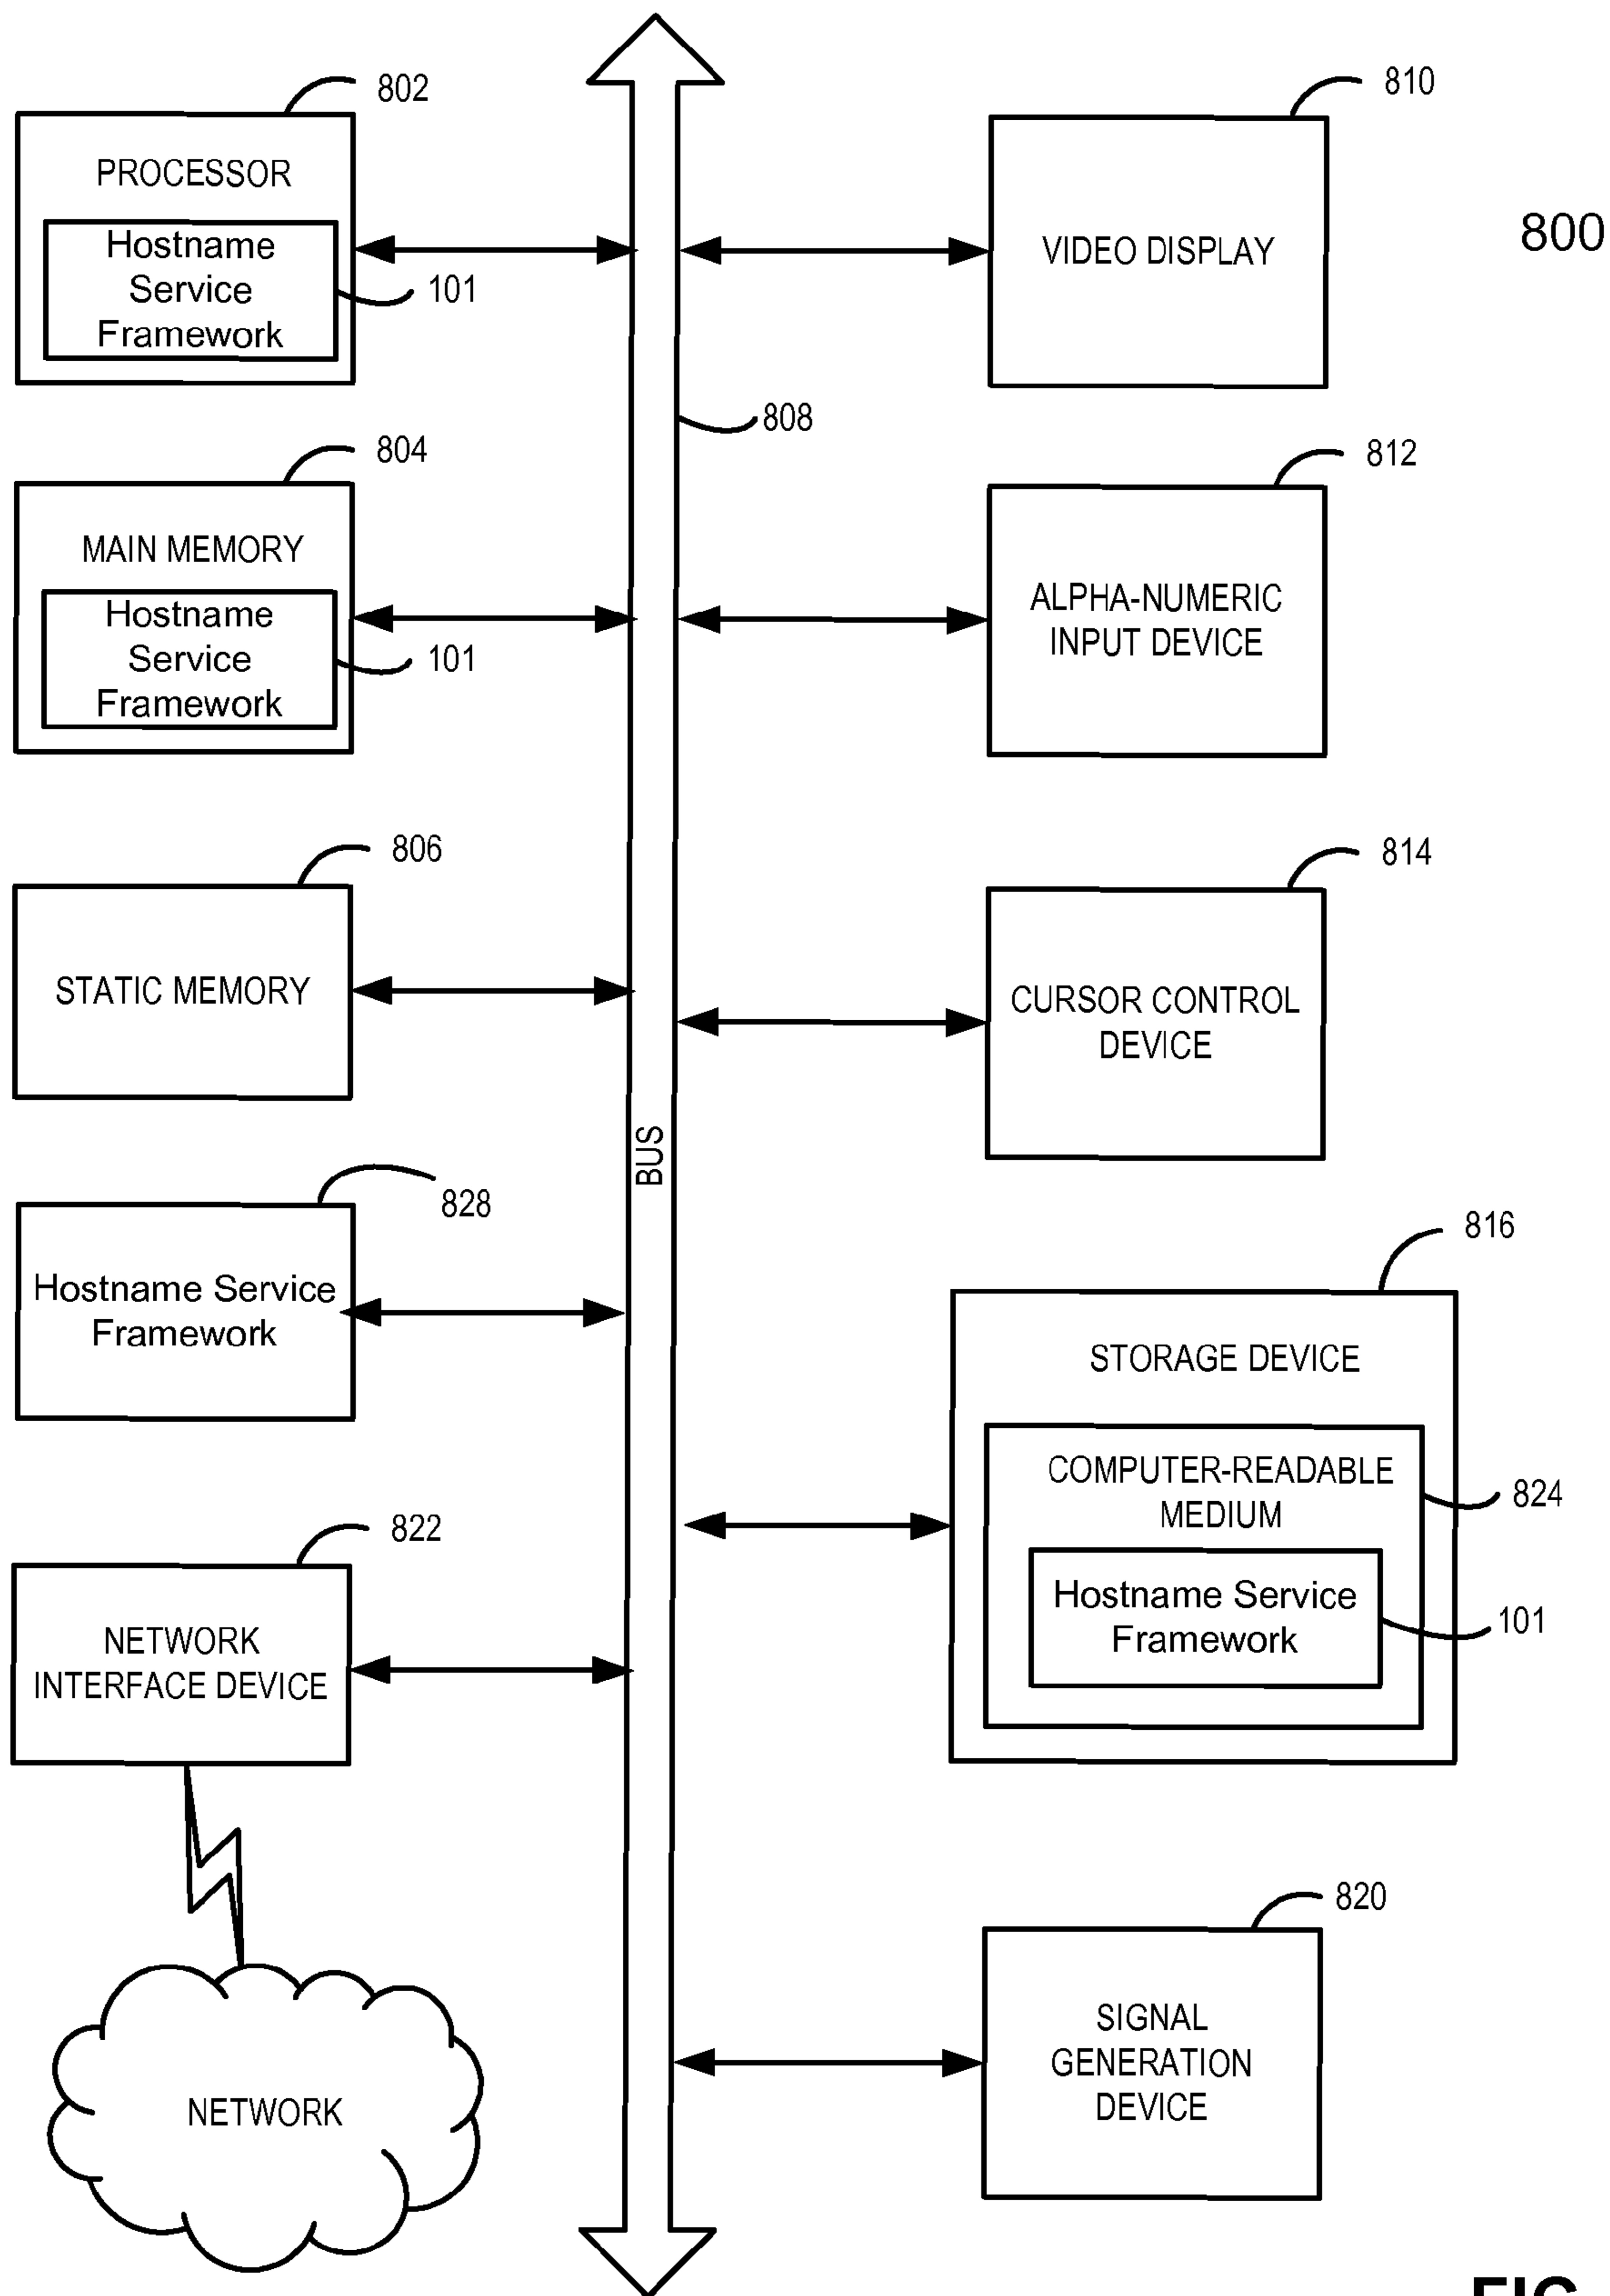 802
PROCESSOR
Hostname
Service
Framework
101
810
VIDEO DISPLAY
800
808
804
MAIN MEMORY
Hostname
Service
Framework
101
812
ALPHA-NUMERIC
INPUT DEVICE
806
STATIC MEMORY
814
CURSOR CONTROL
DEVICE
BUS
828
Hostname Service
Framework
816
STORAGE DEVICE
COMPUTER-READABLE
MEDIUM
824
Hostname Service
Framework
101
822
NETWORK
INTERFACE DEVICE
NETWORK
820
SIGNAL
GENERATION
DEVICE
FIG